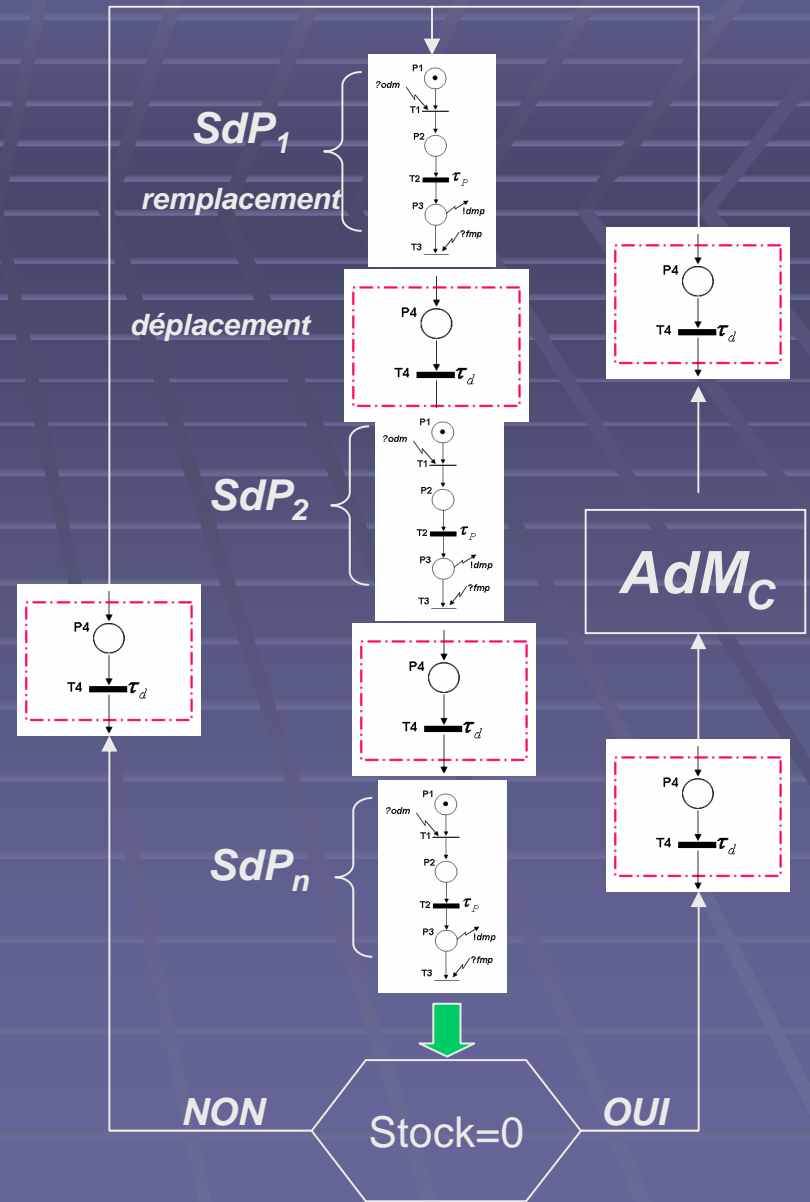 P1
?odm
T1
SdP1
P2
T2 τP
remplacement
P3
!dmp
?fmp
T3
P4
T4 τd
déplacement
P4
T4 τd
P1
?odm
T1
SdP2
P2
T2 τP
P3
!dmp
?fmp
T3
AdMC
P4
T4 τd
P4
T4 τd
P4
T4 τd
P1
?odm
T1
SdPn
P2
T2 τP
P3
!dmp
?fmp
T3
NON
Stock=0
OUI